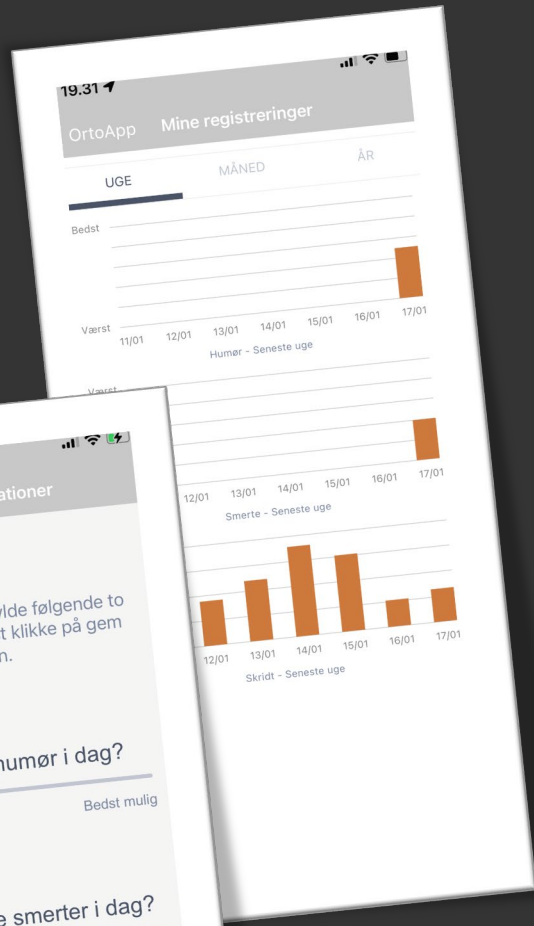 19.31
OrtoApp Mine registreringer
UGE MÅNED ÅR
Bedst
Værst
11/01 12/01 13/01 14/01 15/01 16/01 17/01
Humør - Seneste uge
Værst
12/01 13/01 14/01 15/01 16/01 17/01
Smerte - Seneste uge
12/01 13/01 14/01 15/01 16/01 17/01
Skridt - Seneste uge
følgende to
klikke på gem
humør i dag?
Bedst mulig
smerter i dag?